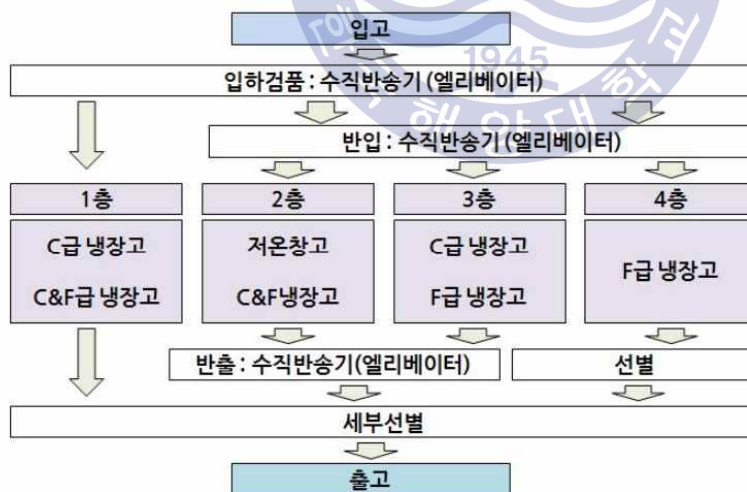 입고
1945
입하검품 : 수직반송기 (엘리베이터)
반입 : 수직반송기 (엘리베이터)
1층
2층
3층
4층
C급 냉장고
C&F급 냉장고
저온창고
C&F냉장고
C급 냉장고
F급 냉장고
F급 냉장고
반출 : 수직반송기(엘리베이터)
선별
세부선별
출고